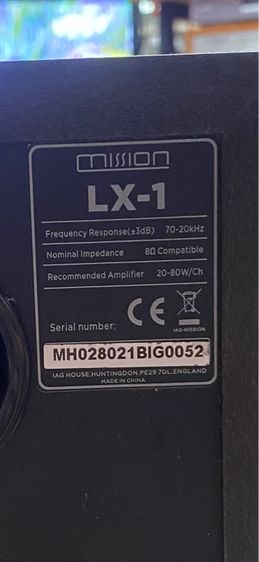 mission
LX-1
Frequency Response(±3dB) 70-20kHz
Nominal Impedance 8Ω Compatible
Recommended Amplifier 20-80W/Ch
Serial number: CE
IAG-MISSION
MH028021BIG0052
IAG HOUSE,HUNTINGDON,PE29 7DL,ENGLAND
MADE IN CHINA